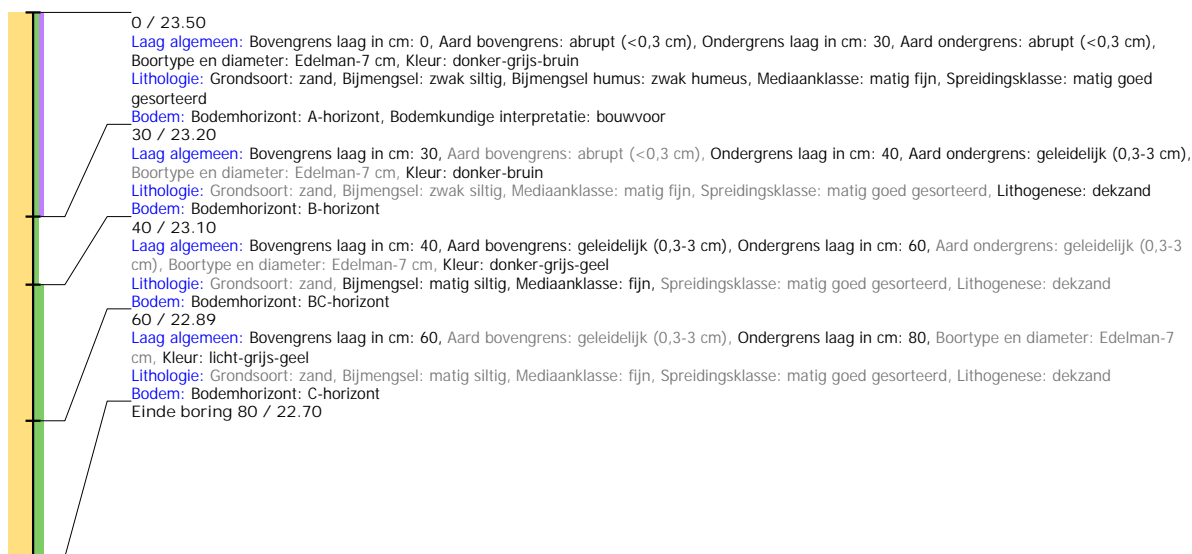 0 / 23.50
Laag algemeen: Bovengrens laag in cm: 0, Aard bovengrens: abrupt (<0,3 cm), Ondergrens laag in cm: 30, Aard ondergrens: abrupt (<0,3 cm),
Boortype en diameter: Edelman-7 cm, Kleur: donker-grijs-bruin
Lithologie: Grondsoort: zand, Bijmengsel: zwak siltig, Bijmengsel humus: zwak humeus, Mediaanklasse: matig fijn, Spreidingsklasse: matig goed
gesorteerd
Bodem: Bodemhorizont: A-horizont, Bodemkundige interpretatie: bouwvoor
30 / 23.20
Laag algemeen: Bovengrens laag in cm: 30, Aard bovengrens: abrupt (<0,3 cm), Ondergrens laag in cm: 40, Aard ondergrens: geleidelijk (0,3-3 cm),
Boortype en diameter: Edelman-7 cm, Kleur: donker-bruin
Lithologie: Grondsoort: zand, Bijmengsel: zwak siltig, Mediaanklasse: matig fijn, Spreidingsklasse: matig goed gesorteerd, Lithogenese: dekzand
Bodem: Bodemhorizont: B-horizont
40 / 23.10
Laag algemeen: Bovengrens laag in cm: 40, Aard bovengrens: geleidelijk (0,3-3 cm), Ondergrens laag in cm: 60, Aard ondergrens: geleidelijk (0,3-3
cm), Boortype en diameter: Edelman-7 cm, Kleur: donker-grijs-geel
Lithologie: Grondsoort: zand, Bijmengsel: matig siltig, Mediaanklasse: fijn, Spreidingsklasse: matig goed gesorteerd, Lithogenese: dekzand
Bodem: Bodemhorizont: BC-horizont
60 / 22.89
Laag algemeen: Bovengrens laag in cm: 60, Aard bovengrens: geleidelijk (0,3-3 cm), Ondergrens laag in cm: 80, Boortype en diameter: Edelman-7
cm, Kleur: licht-grijs-geel
Lithologie: Grondsoort: zand, Bijmengsel: matig siltig, Mediaanklasse: fijn, Spreidingsklasse: matig goed gesorteerd, Lithogenese: dekzand
Bodem: Bodemhorizont: C-horizont
Einde boring 80 / 22.70